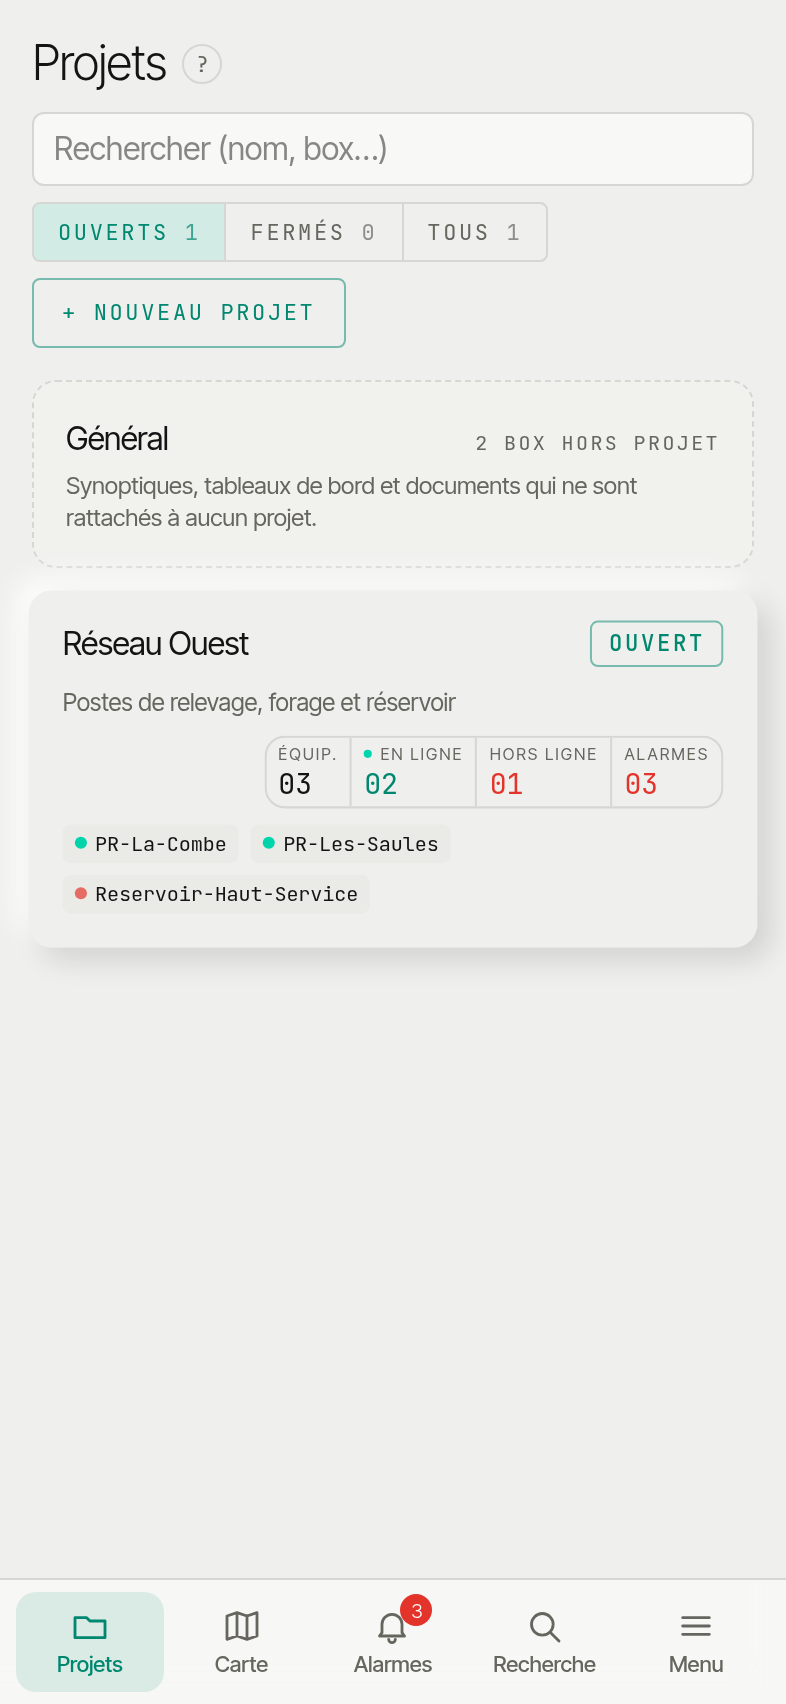 Projets ?
Rechercher (nom, box...)
OUVERTS 1 FERMÉS 0 TOUS 1
+ NOUVEAU PROJET
Général 2 BOX HORS PROJET
Synoptiques, tableaux de bord et documents qui ne sont
rattachés à aucun projet.
Réseau Ouest OUVERT
Postes de relevage, forage et réservoir
ÉQUIP. EN LIGNE HORS LIGNE ALARMES
03 02 01 03
PR-La-Combe PR-Les-Saules
Reservoir-Haut-Service
3
Projets Carte Alarmes Recherche Menu